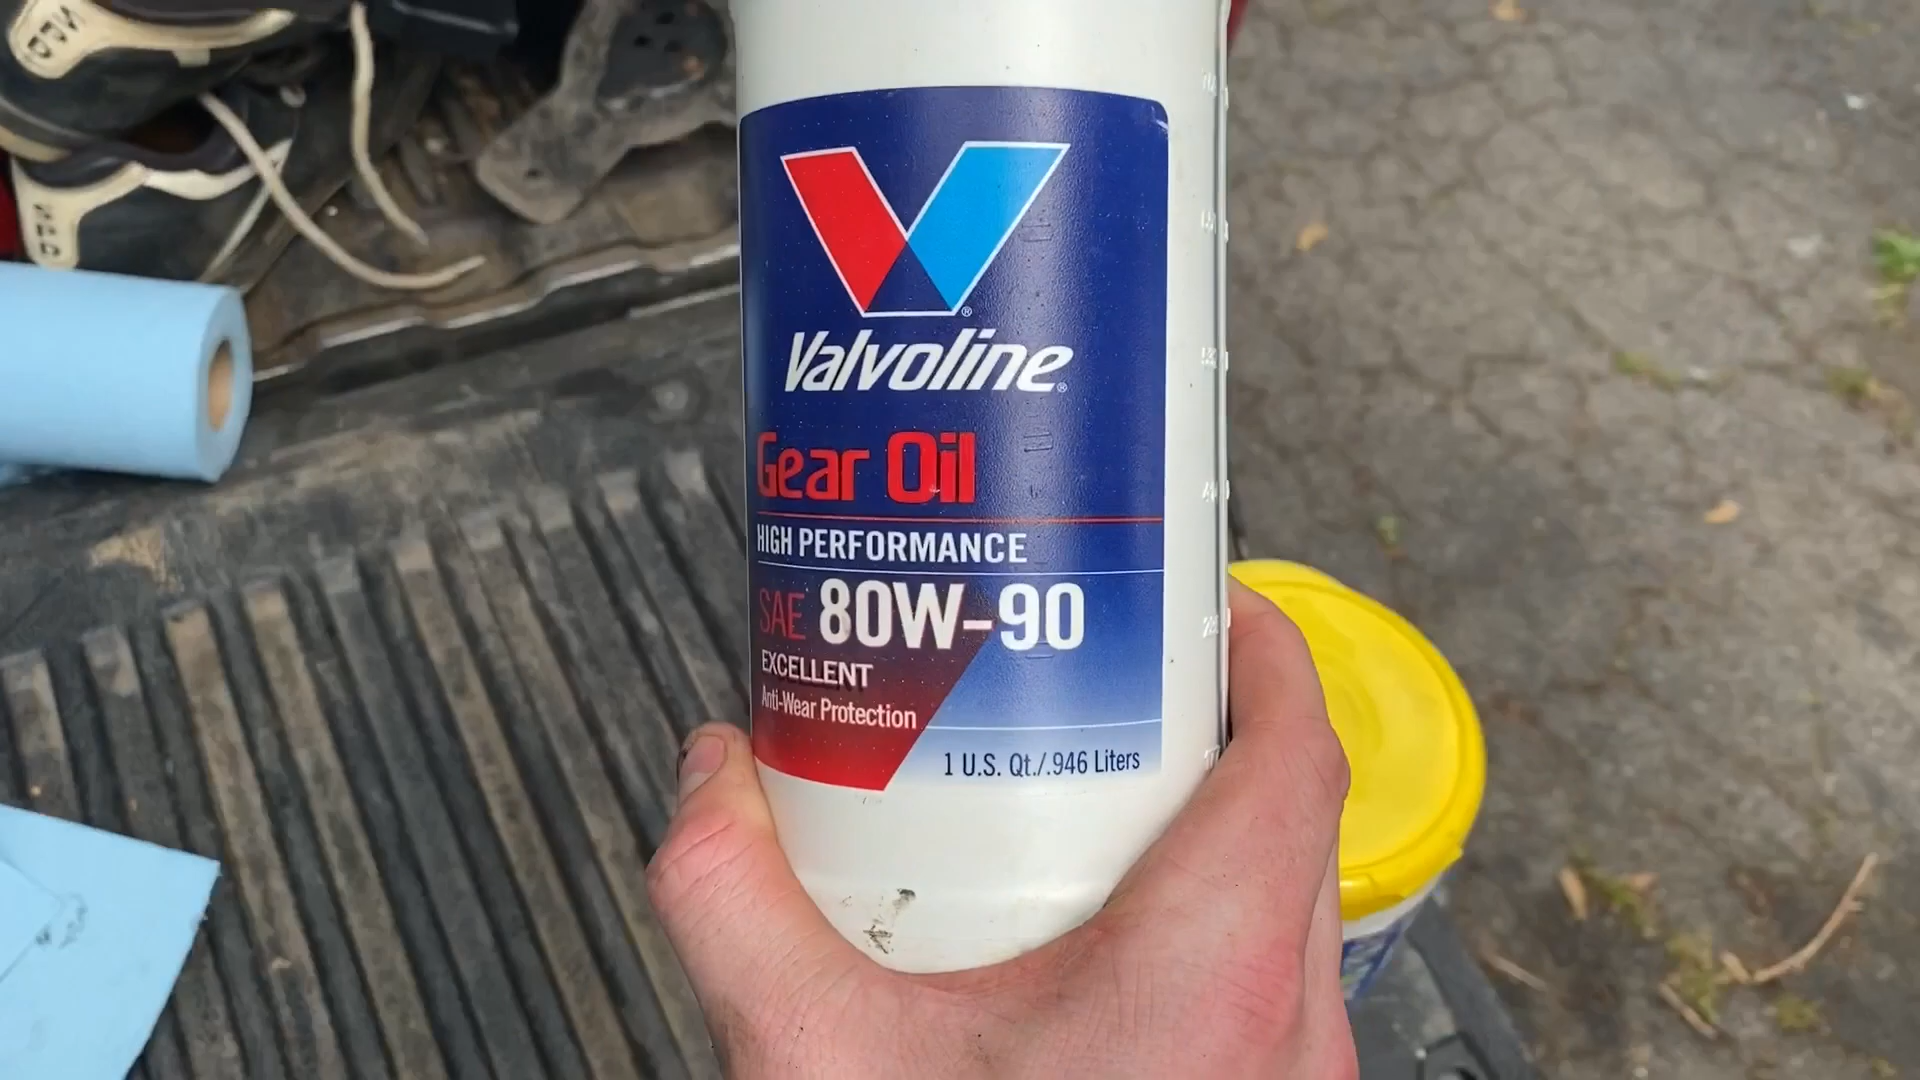 Valvoline
Gear Oil
HIGH PERFORMANCE
SAE 80W-90
EXCELLENT
Anti-Wear Protection
1 U.S. Qt./.946 Liters